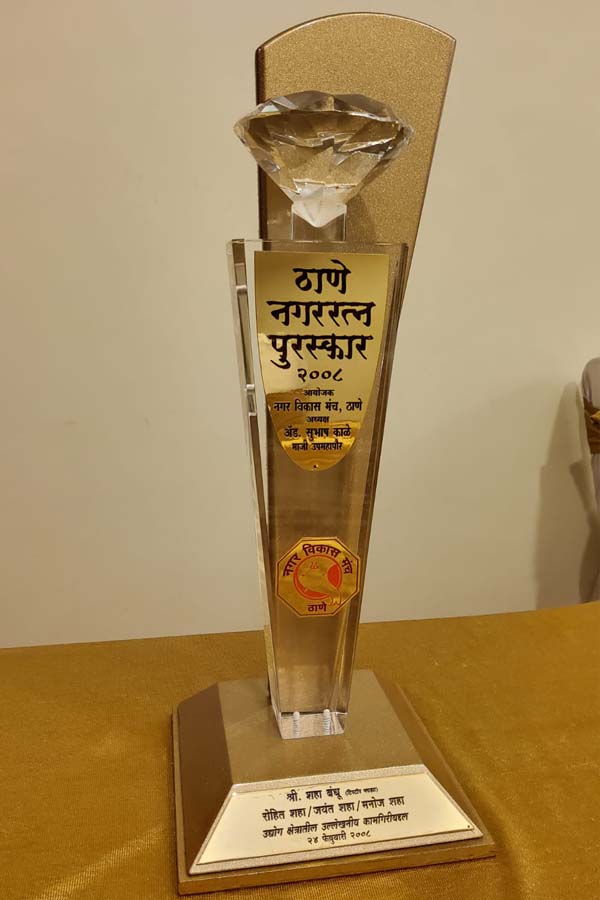 ठाणे
नगररत्न
पुरस्कार
२००८
आयोजक
नगर विकास मंच, ठाणे
अध्यक्ष
ॲड. सुभाष काळे
माजी उपमहापौर
नगर विकास मंच
ठाणे
श्री. शहा बंधू
रोहित शहा/जयंत शहा/मनोज शहा
उद्योग क्षेत्रातील उल्लेखनीय कामगिरीबद्दल
२४ फेब्रुवारी २००८